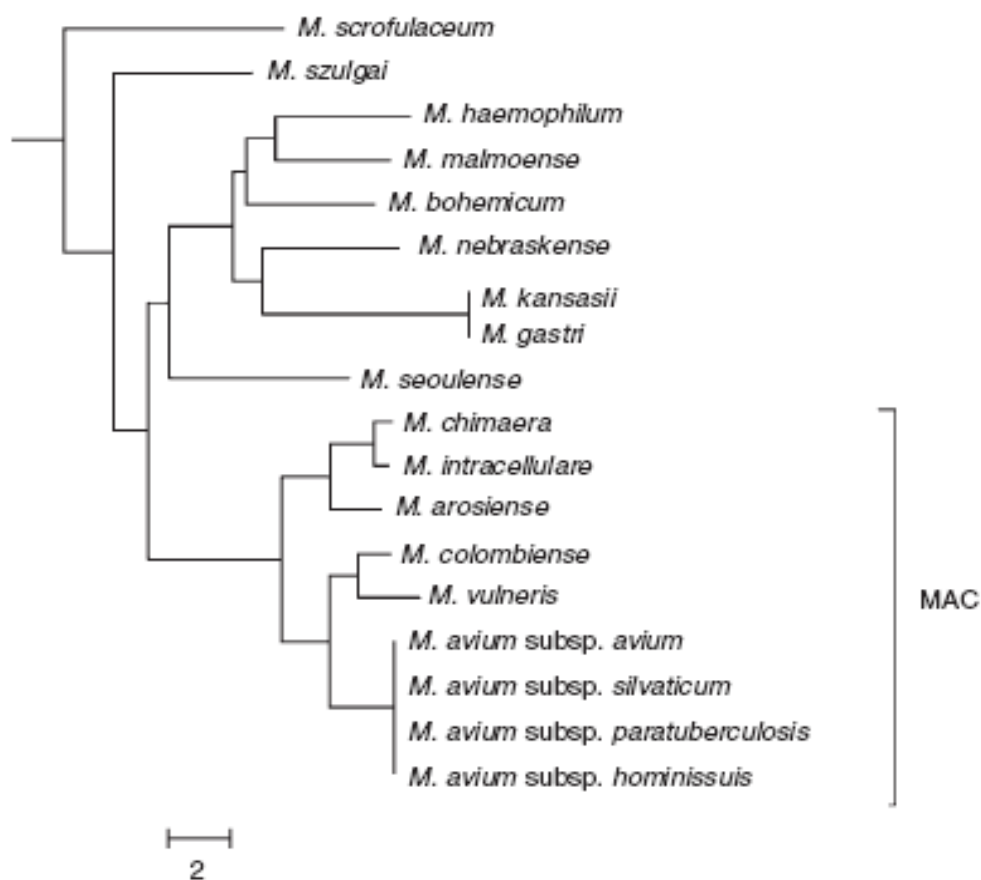 M. scrofulaceum
M. szulgai
M. haemophilum
M. malmoense
M. bohemicum
M. nebraskense
M. kansasii
M. gastri
M. seoulense
M. chimaera
M. intracellulare
M. arosiense
M. colombiense
M. vulneris
MAC
M. avium subsp. avium
M. avium subsp. silvaticum
M. avium subsp. paratuberculosis
M. avium subsp. hominissuis
2